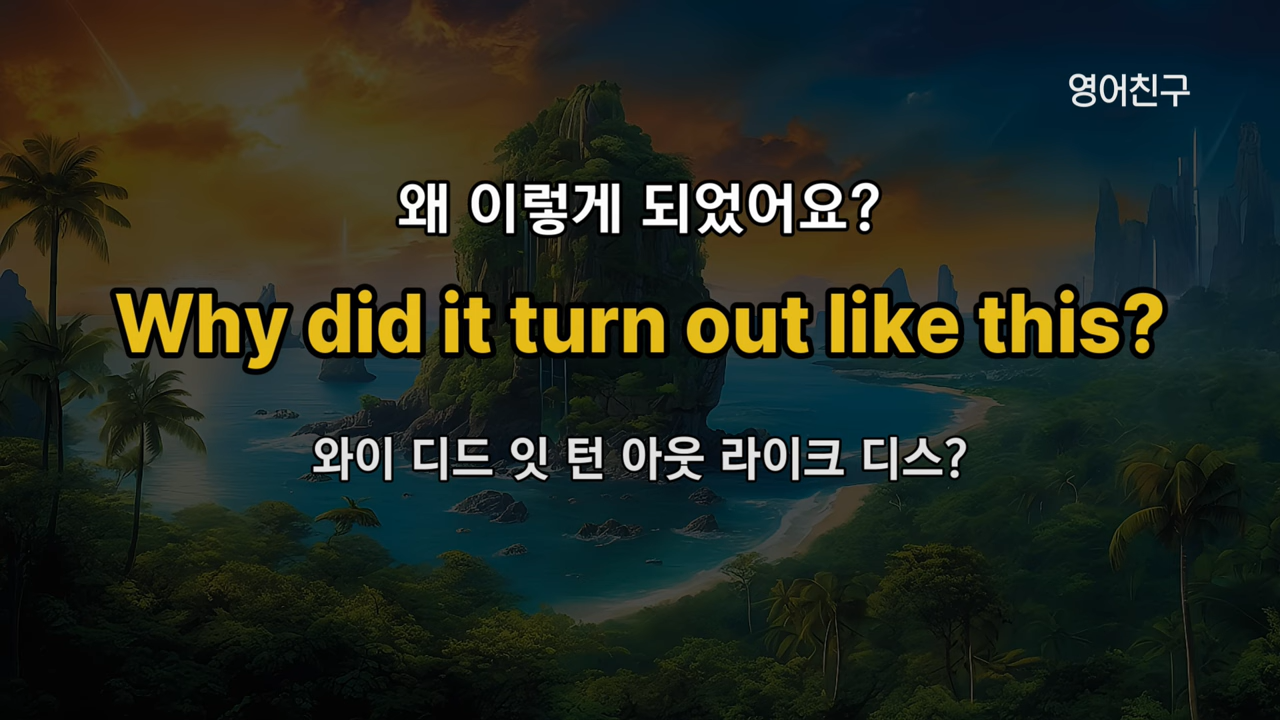 영어친구
왜 이렇게 되었어요?
Why did it turn out like this?
와이 디드 잇 턴 아웃 라이크 디스?